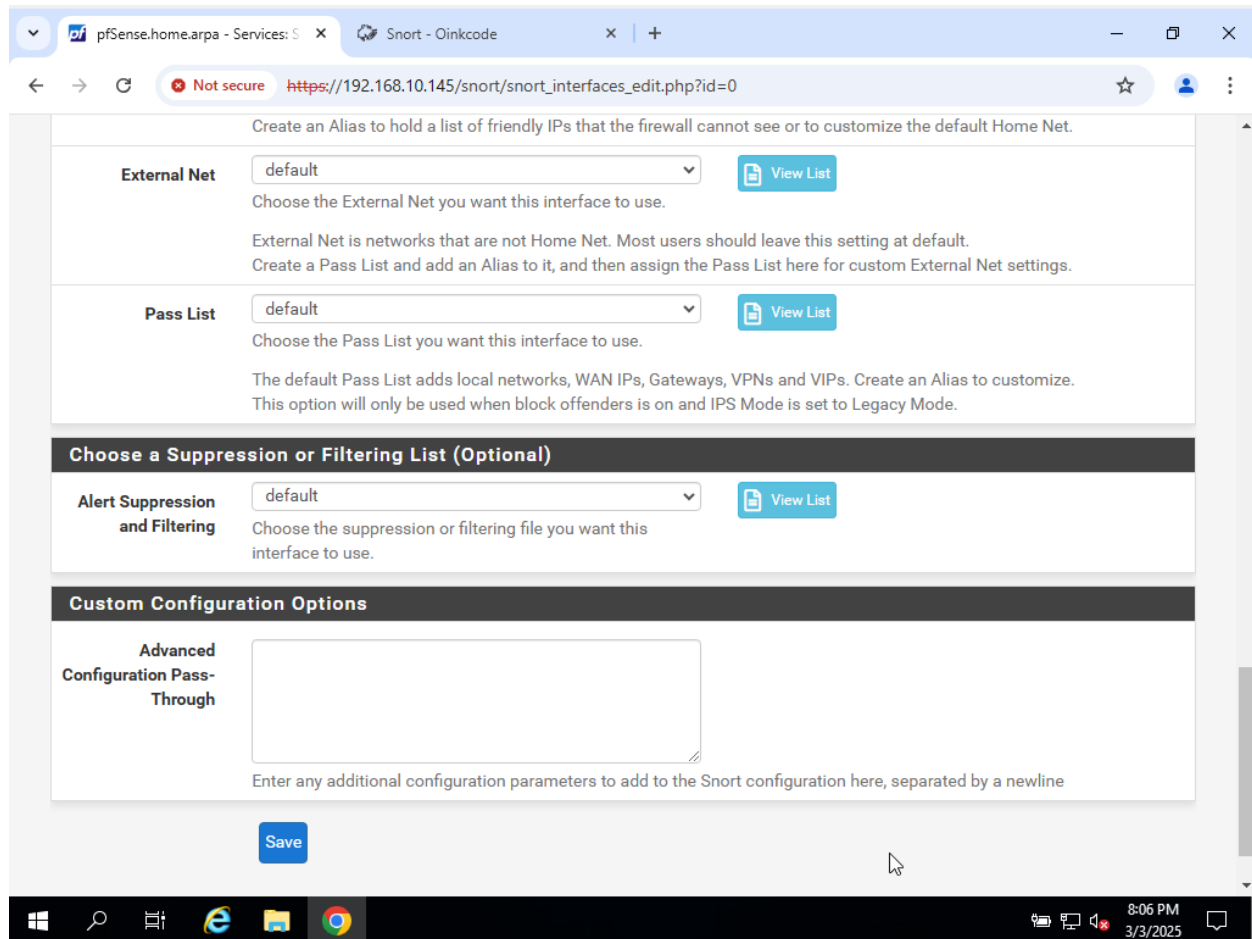 pfSense.home.arpa - Services: S
Snort - Oinkcode
Not secure
https://192.168.10.145/snort/snort_interfaces_edit.php?id=0
Create an Alias to hold a list of friendly IPs that the firewall cannot see or to customize the default Home Net.
External Net
default
View List
Choose the External Net you want this interface to use.
External Net is networks that are not Home Net. Most users should leave this setting at default.
Create a Pass List and add an Alias to it, and then assign the Pass List here for custom External Net settings.
Pass List
default
View List
Choose the Pass List you want this interface to use.
The default Pass List adds local networks, WAN IPs, Gateways, VPNs and VIPs. Create an Alias to customize.
This option will only be used when block offenders is on and IPS Mode is set to Legacy Mode.
Choose a Suppression or Filtering List (Optional)
Alert Suppression
and Filtering
default
View List
Choose the suppression or filtering file you want this
interface to use.
Custom Configuration Options
Advanced
Configuration Pass-
Through
Enter any additional configuration parameters to add to the Snort configuration here, separated by a newline
Save
8:06 PM
3/3/2025